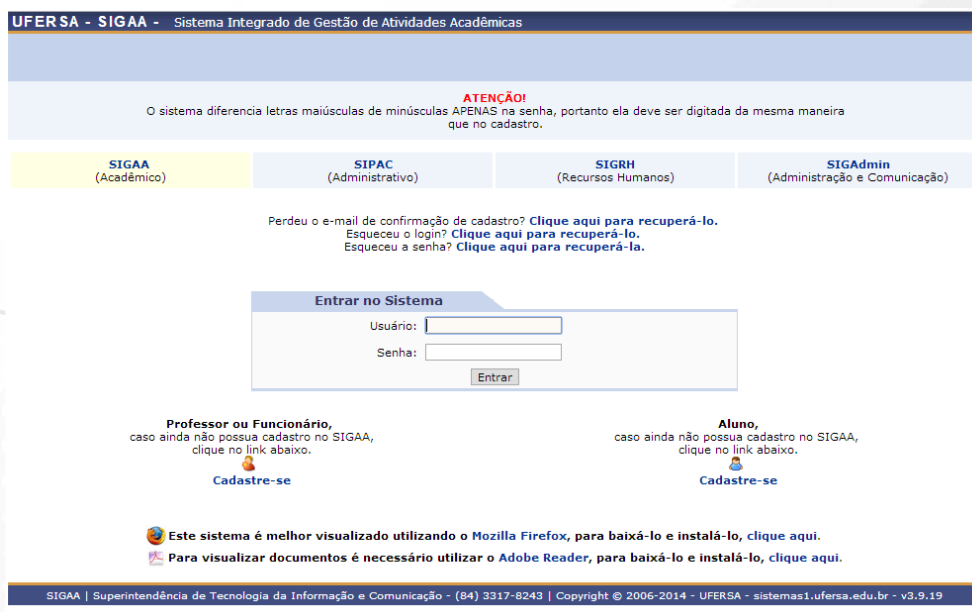 UFERSA - SIGAA - Sistema Integrado de Gestão de Atividades Acadêmicas
ATENÇÃO!
O sistema diferencia letras maiúsculas de minúsculas APENAS na senha, portanto ela deve ser digitada da mesma maneira
que no cadastro.
SIGAA SIPAC SIGRH SIGAdmin
(Acadêmico) (Administrativo) (Recursos Humanos) (Administração e Comunicação)
Perdeu o e-mail de confirmação de cadastro? Clique aqui para recuperá-lo.
Esqueceu o login? Clique aqui para recuperá-lo.
Esqueceu a senha? Clique aqui para recuperá-la.
Entrar no Sistema
Usuário:
Senha:
Entrar
Professor ou Funcionário,
caso ainda não possua cadastro no SIGAA,
clique no link abaixo.
Cadastre-se
Aluno,
caso ainda não possua cadastro no SIGAA,
clique no link abaixo.
Cadastre-se
Este sistema é melhor visualizado utilizando o Mozilla Firefox, para baixá-lo e instalá-lo, clique aqui.
Para visualizar documentos é necessário utilizar o Adobe Reader, para baixá-lo e instalá-lo, clique aqui.
SIGAA | Superintendência de Tecnologia da Informação e Comunicação - (84) 3317-8243 | Copyright © 2006-2014 - UFERSA - sistemas1.ufersa.edu.br - v3.9.19